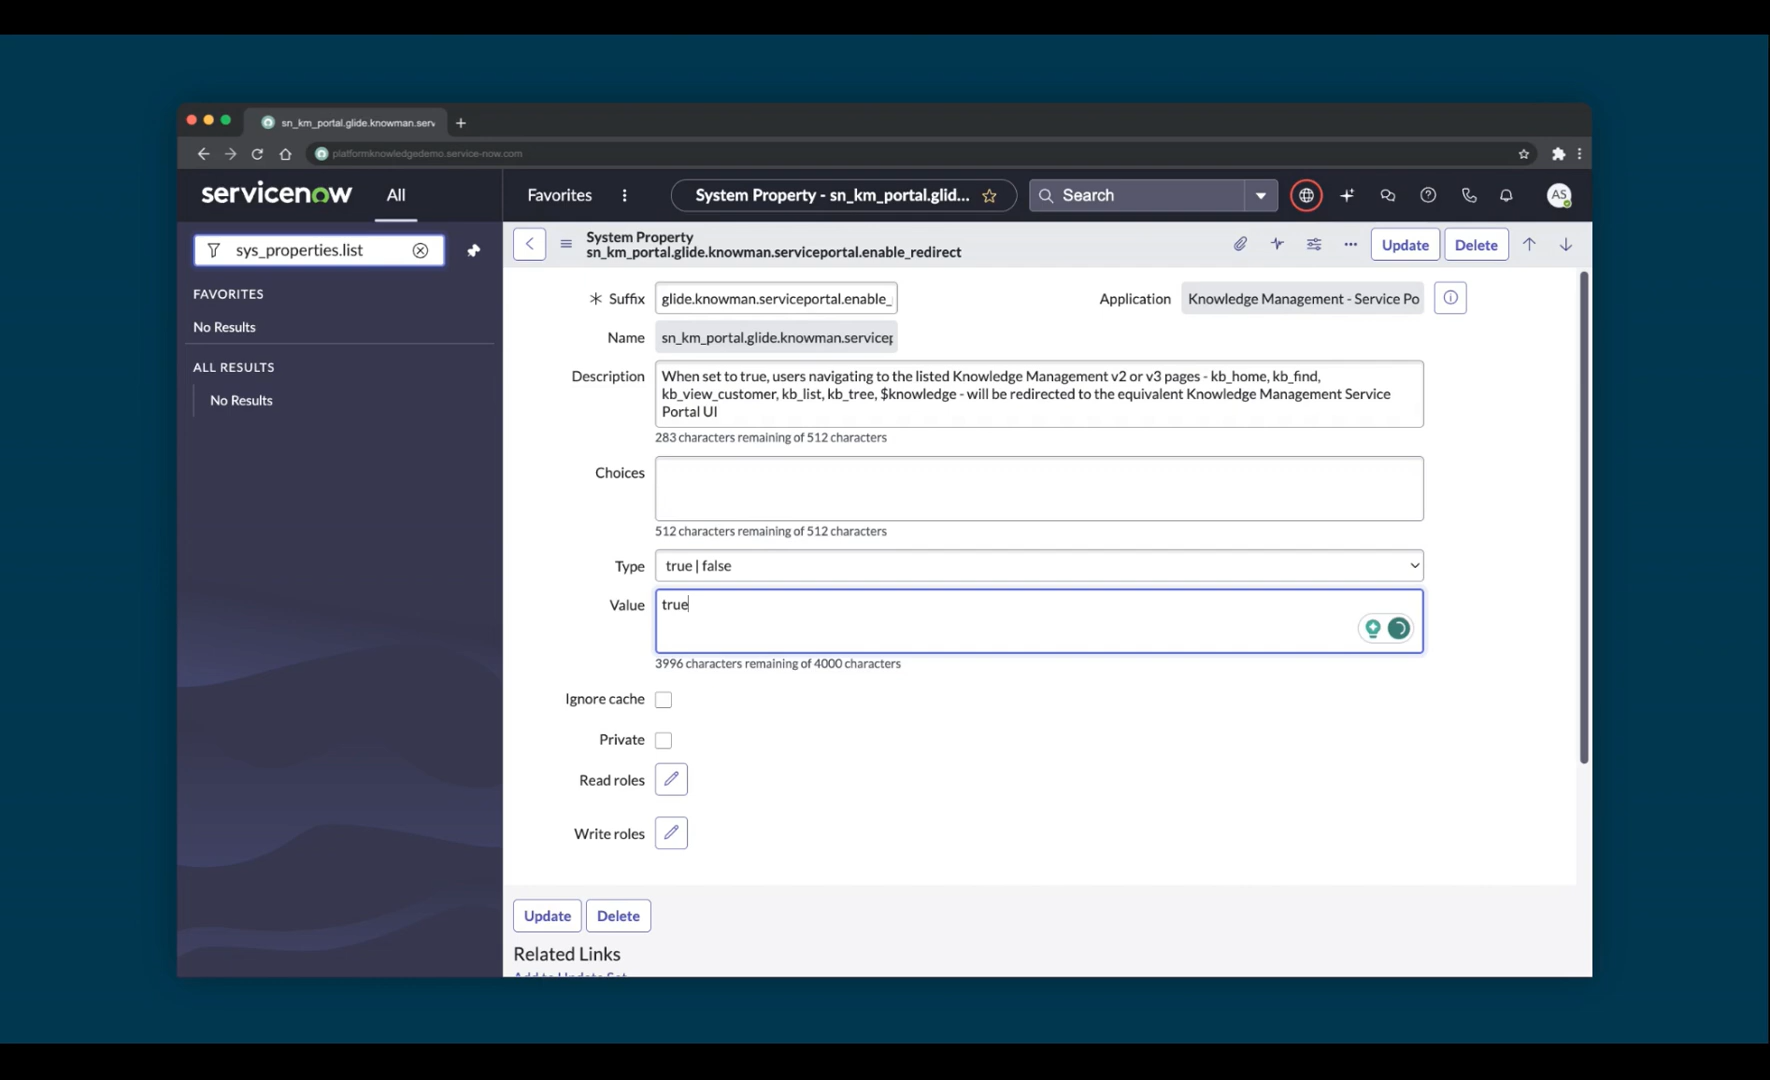 sn_km_portal.glide.knowman.serv
platformknowledgedemo.service-now.com
servicenow
All
Favorites
System Property - sn_km_portal.glid...
Search
AS
sys_properties.list
FAVORITES
No Results
ALL RESULTS
No Results
System Property
sn_km_portal.glide.knowman.serviceportal.enable_redirect
Update
Delete
Suffix
glide.knowman.serviceportal.enable_
Application
Knowledge Management - Service Po
Name
sn_km_portal.glide.knowman.servicep
Description
When set to true, users navigating to the listed Knowledge Management v2 or v3 pages - kb_home, kb_find,
kb_view_customer, kb_list, kb_tree, $knowledge - will be redirected to the equivalent Knowledge Management Service
Portal UI
283 characters remaining of 512 characters
Choices
512 characters remaining of 512 characters
Type
true | false
Value
true
3996 characters remaining of 4000 characters
Ignore cache
Private
Read roles
Write roles
Update
Delete
Related Links
Add to Update Set